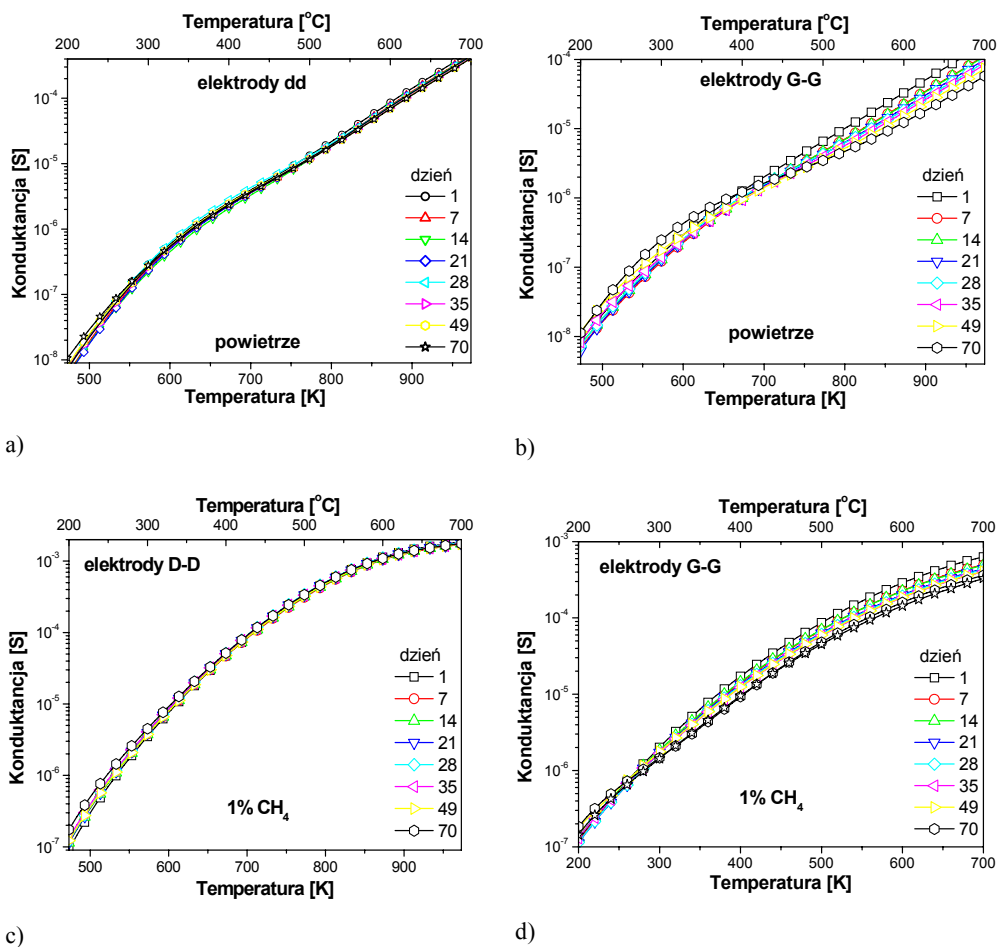 Temperatura [°C]
200 300 400 500 600 700
elektrody dd
Konduktancja [S]
10⁻⁴
10⁻⁵
10⁻⁶
10⁻⁷
10⁻⁸
dzień
1
7
14
21
28
35
49
70
powietrze
500 600 700 800 900
Temperatura [K]
a)
Temperatura [°C]
200 300 400 500 600 700
elektrody G-G
Konduktancja [S]
10⁻⁴
10⁻⁵
10⁻⁶
10⁻⁷
10⁻⁸
dzień
1
7
14
21
28
35
49
70
powietrze
500 600 700 800 900
Temperatura [K]
b)
Temperatura [°C]
200 300 400 500 600 700
elektrody D-D
Konduktancja [S]
10⁻³
10⁻⁴
10⁻⁵
10⁻⁶
10⁻⁷
dzień
1
7
14
21
28
35
49
70
1% CH₄
500 600 700 800 900
Temperatura [K]
c)
Temperatura [°C]
200 300 400 500 600 700
elektrody G-G
Konduktancja [S]
10⁻³
10⁻⁴
10⁻⁵
10⁻⁶
10⁻⁷
dzień
1
7
14
21
28
35
49
70
1% CH₄
200 300 400 500 600 700
Temperatura [K]
d)